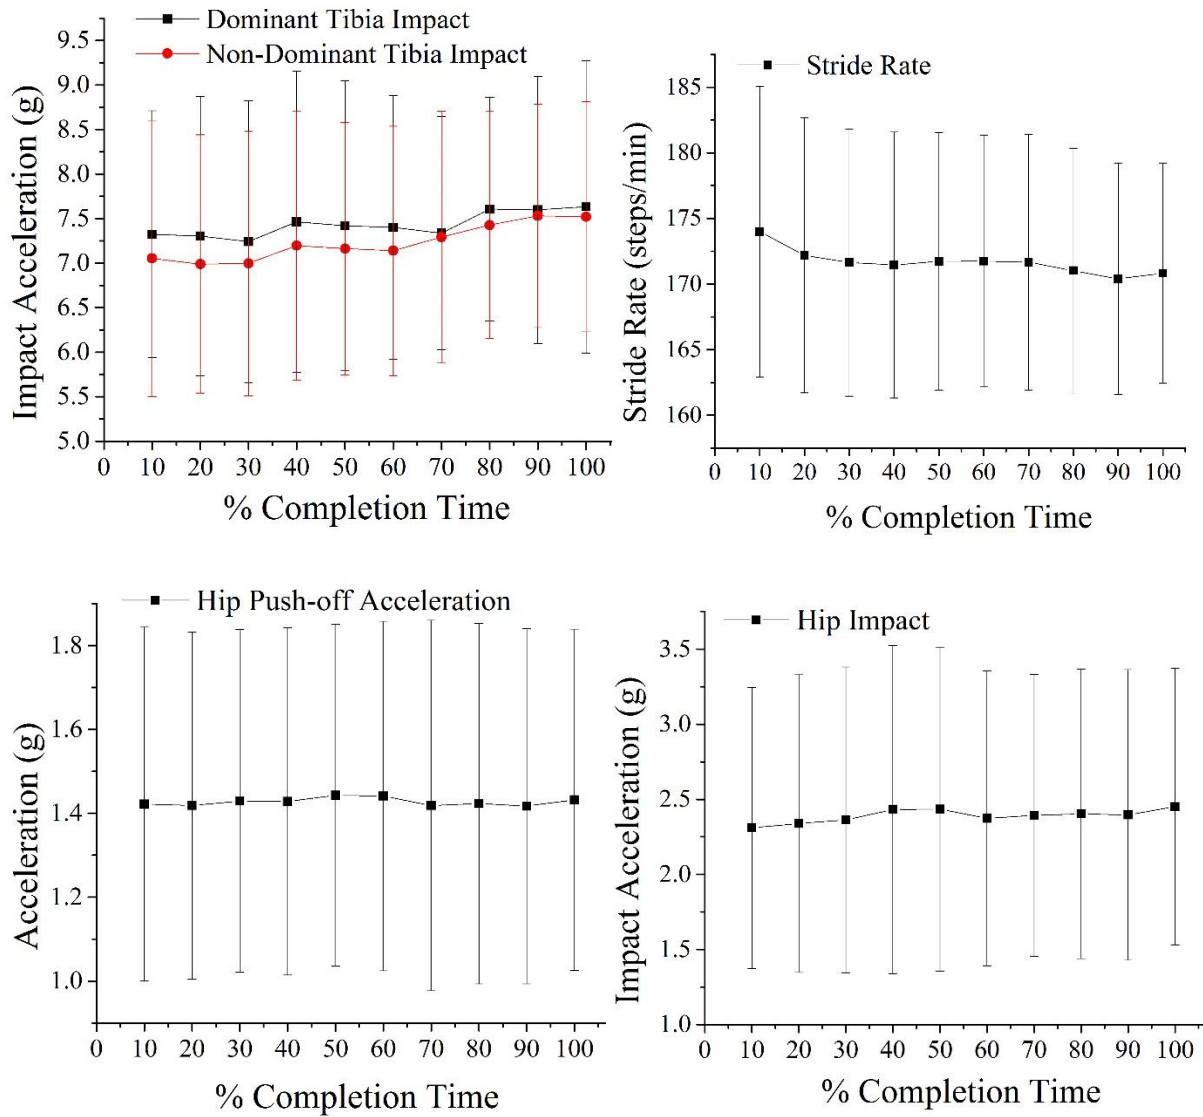 Dominant Tibia Impact
Non-Dominant Tibia Impact
Impact Acceleration (g)
9.5
9.0
8.5
8.0
7.5
7.0
6.5
6.0
5.5
5.0
0 10 20 30 40 50 60 70 80 90 100
% Completion Time
Stride Rate
Stride Rate (steps/min)
185
180
175
170
165
160
0 10 20 30 40 50 60 70 80 90 100
% Completion Time
Hip Push-off Acceleration
Acceleration (g)
1.8
1.6
1.4
1.2
1.0
0 10 20 30 40 50 60 70 80 90 100
% Completion Time
Hip Impact
Impact Acceleration (g)
3.5
3.0
2.5
2.0
1.5
1.0
0 10 20 30 40 50 60 70 80 90 100
% Completion Time